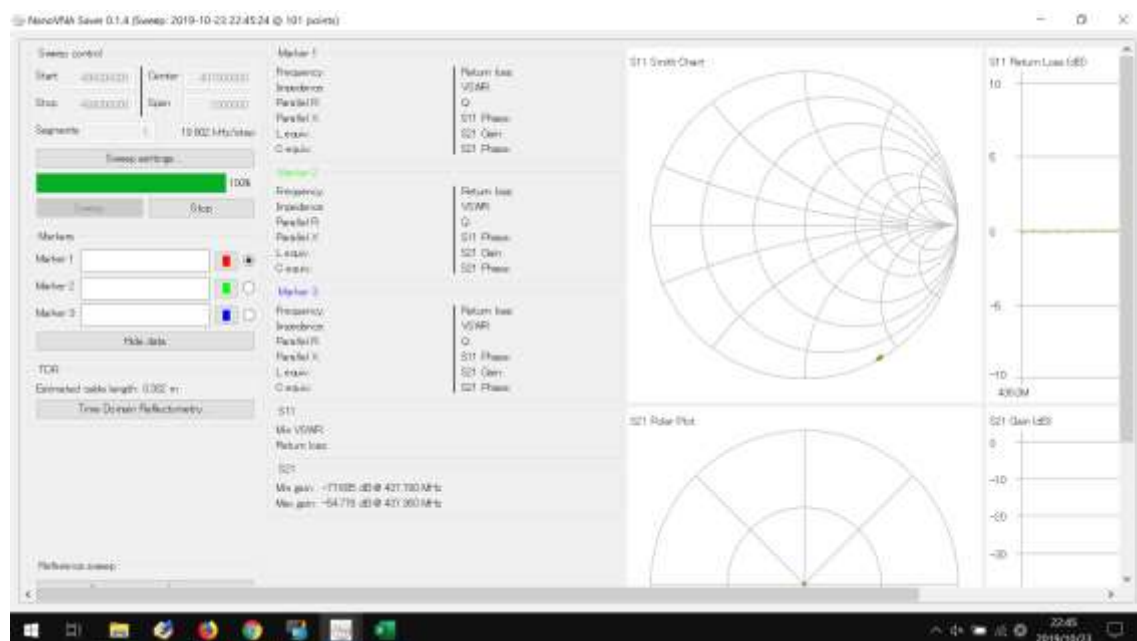 NanoVNA Saver 0.1.4 (Sweep: 2019-10-23 22:45:24 @ 101 points)
Sweep control
Start
Center
Stop
Span
Segments
Sweep settings...
100%
Sweep
Stop
Markers
Marker 1
Marker 2
Marker 3
Hide data
TDR
Estimated cable length:
Time Domain Reflectometry...
Reference sweep
Marker 1
Frequency:
Impedance:
Parallel R:
Parallel X:
L equiv.:
C equiv.:
Return loss:
VSWR:
Q:
S11 Phase:
S21 Gain:
S21 Phase:
Marker 2
Frequency:
Impedance:
Parallel R:
Parallel X:
L equiv.:
C equiv.:
Return loss:
VSWR:
Q:
S11 Phase:
S21 Gain:
S21 Phase:
Marker 3
Frequency:
Impedance:
Parallel R:
Parallel X:
L equiv.:
C equiv.:
Return loss:
VSWR:
Q:
S11 Phase:
S21 Gain:
S21 Phase:
S11
Min VSWR:
Return loss:
S21
Min gain:
Max gain:
S11 Smith Chart
S11 Return Loss (dB)
10
5
0
-5
-10
S21 Polar Plot
S21 Gain (dB)
0
-10
-20
-30
22:45
2019/10/23